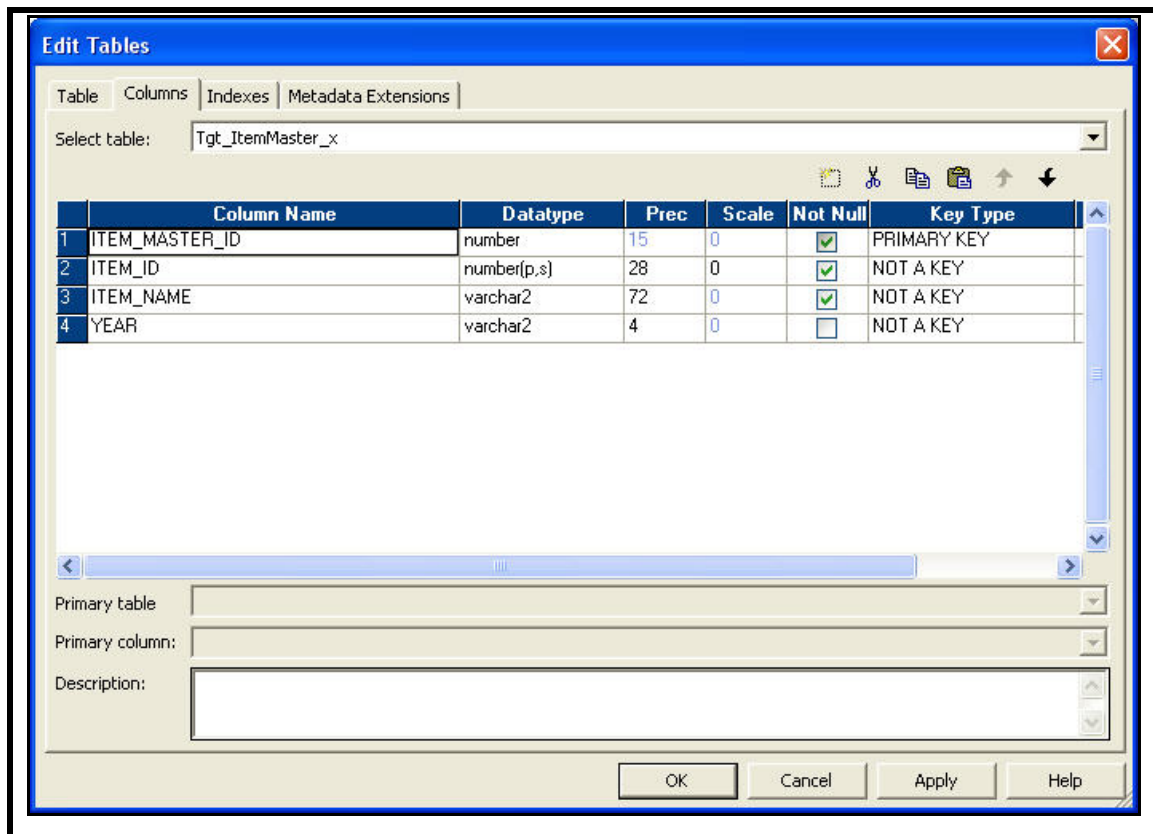 Edit Tables
Table Columns Indexes Metadata Extensions
Select table: Tgt_ItemMaster_x
Column Name Datatype Prec Scale Not Null Key Type
1 ITEM_MASTER_ID number 15 0 PRIMARY KEY
2 ITEM_ID number(p,s) 28 0 NOT A KEY
3 ITEM_NAME varchar2 72 0 NOT A KEY
4 YEAR varchar2 4 0 NOT A KEY
Primary table
Primary column:
Description:
OK Cancel Apply Help